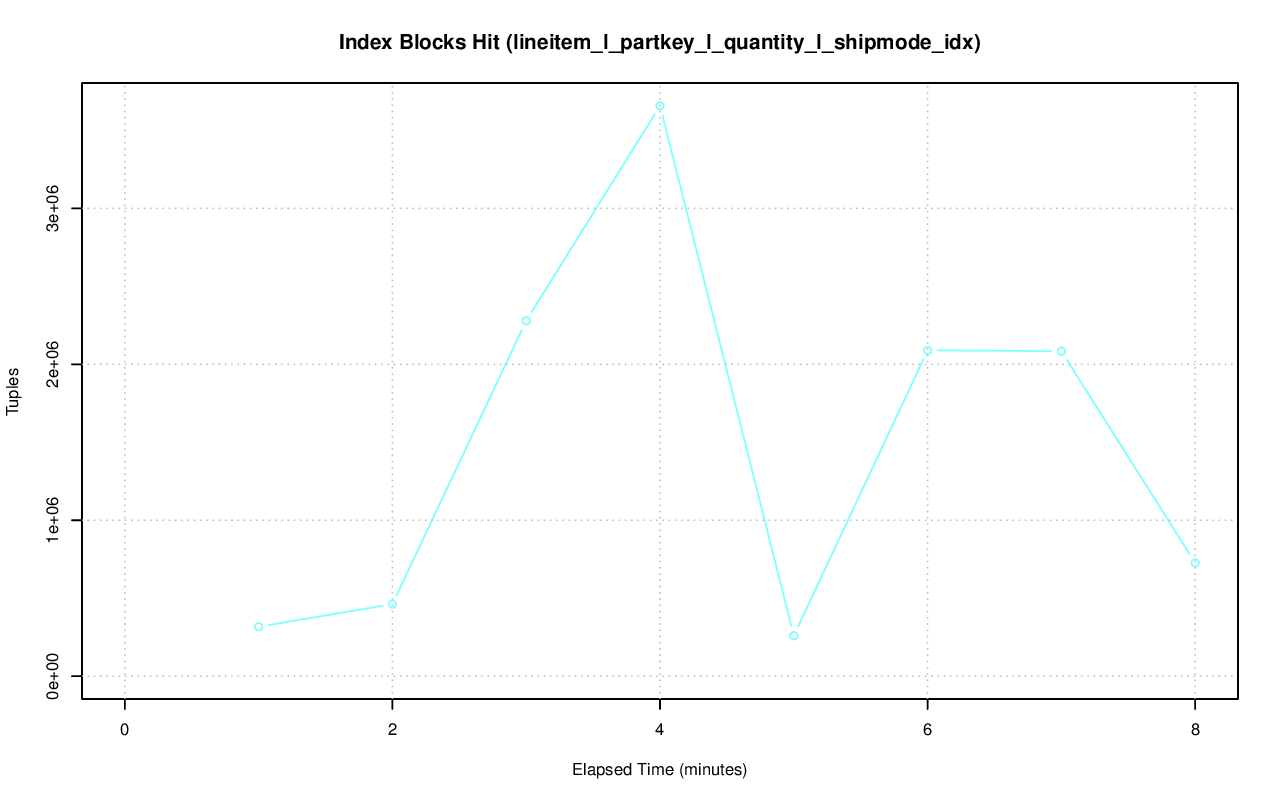 Index Blocks Hit (lineitem_l_partkey_l_quantity_l_shipmode_idx)
Tuples
3e+06
2e+06
1e+06
0e+00
0 2 4 6 8
Elapsed Time (minutes)